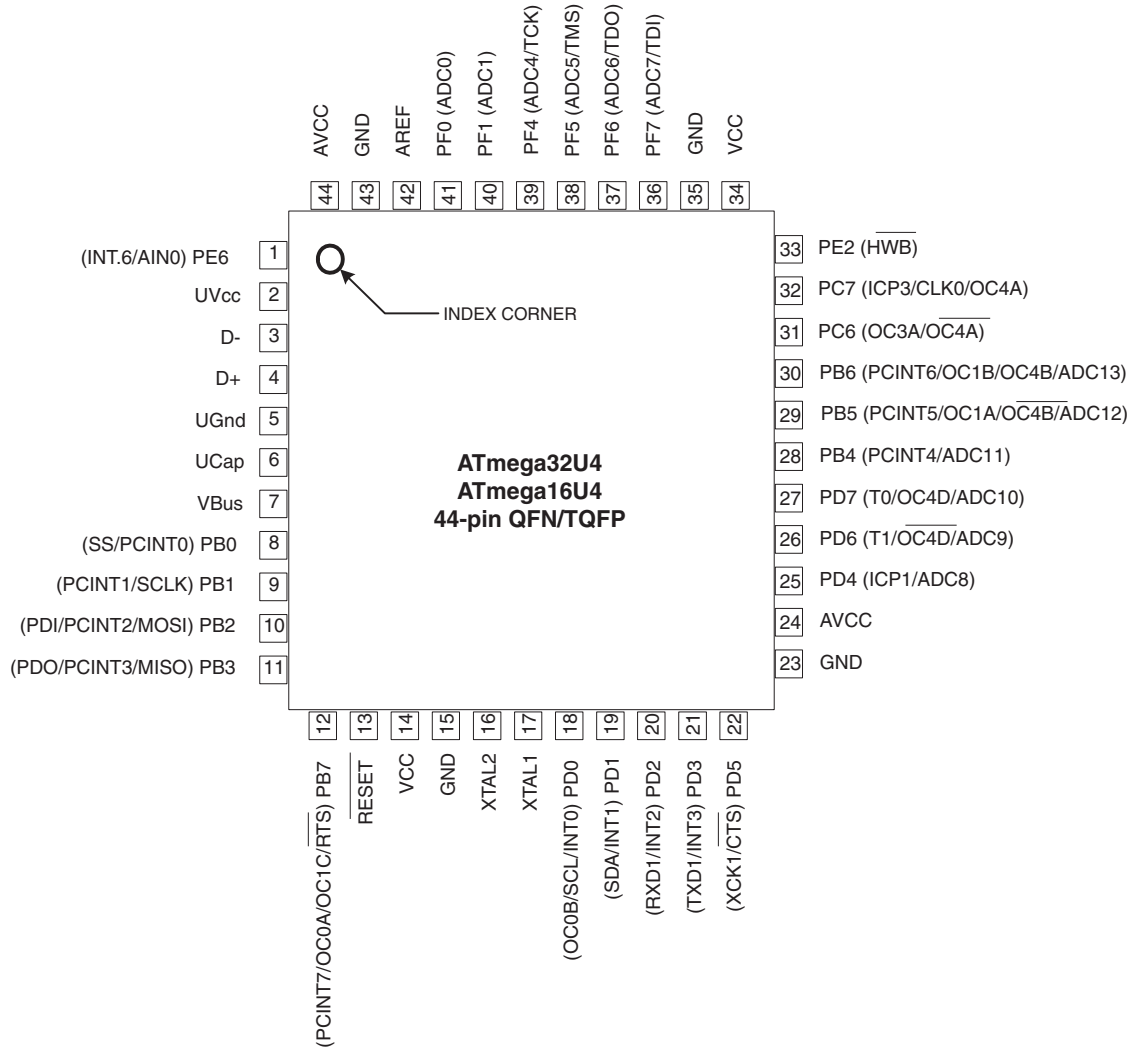 AVCC
GND
AREF
PF0 (ADC0)
PF1 (ADC1)
PF4 (ADC4/TCK)
PF5 (ADC5/TMS)
PF6 (ADC6/TDO)
PF7 (ADC7/TDI)
GND
VCC
44
43
42
41
40
39
38
37
36
35
34
(INT.6/AIN0) PE6 1
UVcc 2
D- 3
D+ 4
UGnd 5
UCap 6
VBus 7
(SS/PCINT0) PB0 8
(PCINT1/SCLK) PB1 9
(PDI/PCINT2/MOSI) PB2 10
(PDO/PCINT3/MISO) PB3 11
INDEX CORNER
ATmega32U4
ATmega16U4
44-pin QFN/TQFP
33 PE2 (HWB)
32 PC7 (ICP3/CLK0/OC4A)
31 PC6 (OC3A/OC4A)
30 PB6 (PCINT6/OC1B/OC4B/ADC13)
29 PB5 (PCINT5/OC1A/OC4B/ADC12)
28 PB4 (PCINT4/ADC11)
27 PD7 (T0/OC4D/ADC10)
26 PD6 (T1/OC4D/ADC9)
25 PD4 (ICP1/ADC8)
24 AVCC
23 GND
12
13
14
15
16
17
18
19
20
21
22
(PCINT7/OC0A/OC1C/RTS) PB7
RESET
VCC
GND
XTAL2
XTAL1
(OC0B/SCL/INT0) PD0
(SDA/INT1) PD1
(RXD1/INT2) PD2
(TXD1/INT3) PD3
(XCK1/CTS) PD5